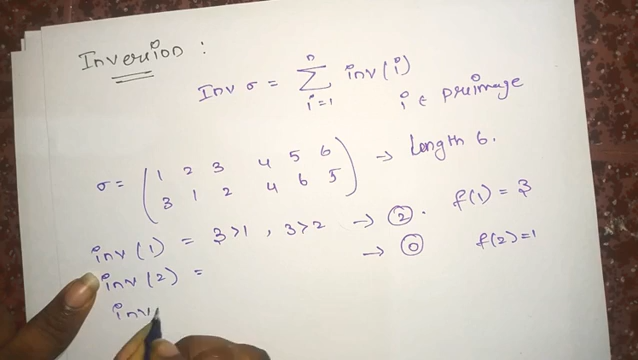 Inversion :
Inv σ = n ∑ i=1 inv(i)
i ∈ preimage
σ = ( 1 2 3 4 5 6 → Length 6.
3 1 2 4 6 5 )
inv(1) = 3>1 , 3>2 → 2 . f(1) = 3
inv(2) = → 0 f(2)=1
inv